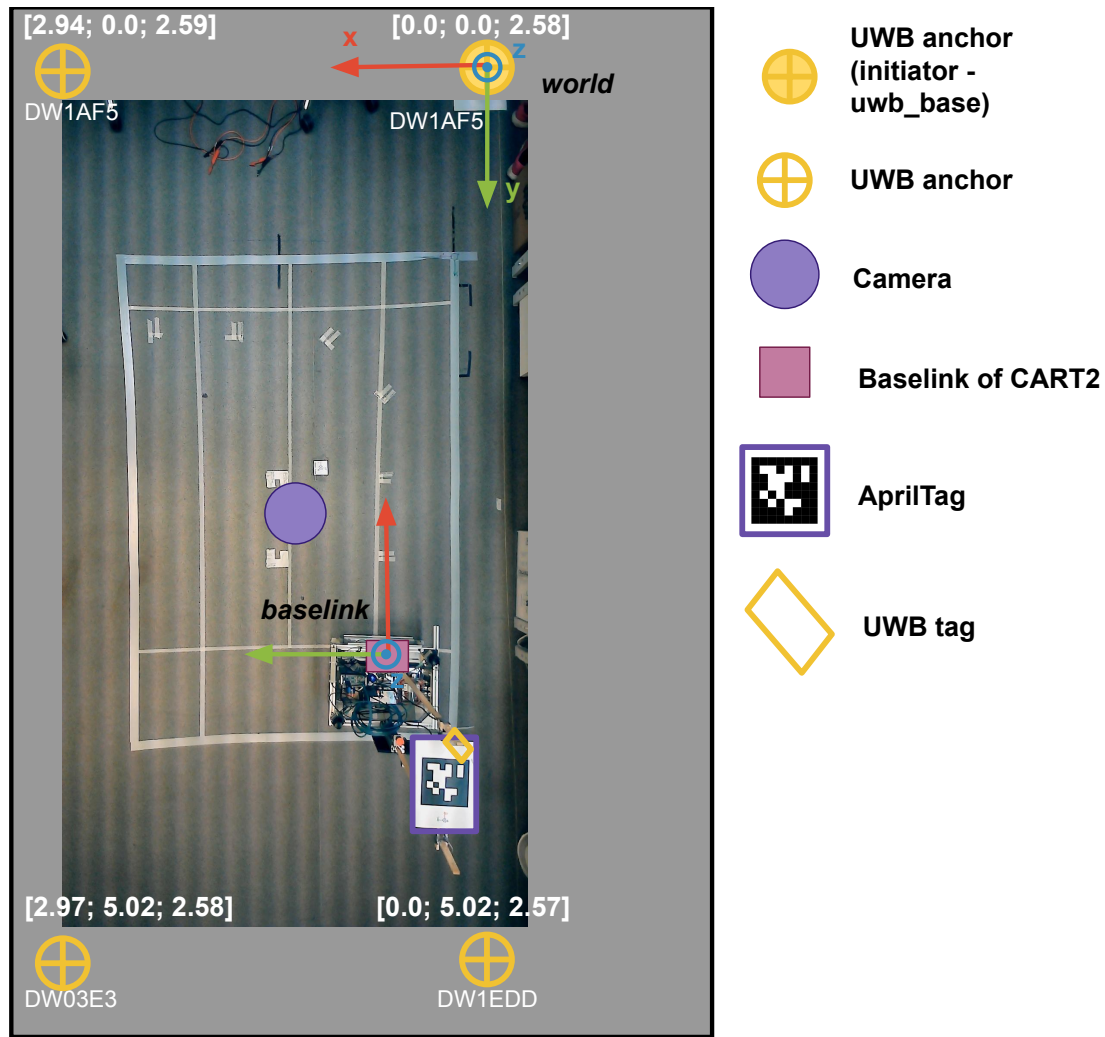 [2.94; 0.0; 2.59]
[0.0; 0.0; 2.58]
x
z
world
DW1AF5
DW1AF5
y
baselink
[2.97; 5.02; 2.58]
[0.0; 5.02; 2.57]
DW03E3
DW1EDD
UWB anchor
(initiator -
uwb_base)
UWB anchor
Camera
Baselink of CART2
AprilTag
UWB tag